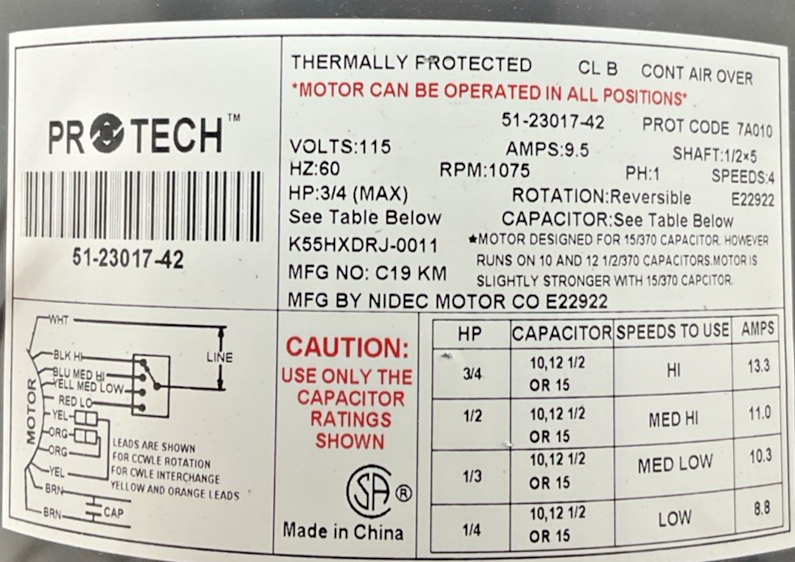 PROTECH™
51-23017-42
THERMALLY PROTECTED CL B CONT AIR OVER
*MOTOR CAN BE OPERATED IN ALL POSITIONS*
51-23017-42 PROT CODE 7A010
VOLTS:115 AMPS:9.5 SHAFT:1/2×5
HZ:60 RPM:1075 PH:1 SPEEDS:4
HP:3/4 (MAX) ROTATION:Reversible E22922
See Table Below CAPACITOR:See Table Below
K55HXDRJ-0011 ★MOTOR DESIGNED FOR 15/370 CAPACITOR. HOWEVER
RUNS ON 10 AND 12 1/2/370 CAPACITORS.MOTOR IS
MFG NO: C19 KM SLIGHTLY STRONGER WITH 15/370 CAPCITOR.
MFG BY NIDEC MOTOR CO E22922
WHT
LINE
BLK HI
BLU MED HI
YELL MED LOW
RED LO
YEL
ORG
ORG
YEL
BRN
BRN
CAP
MOTOR
LEADS ARE SHOWN
FOR CCWLE ROTATION
FOR CWLE INTERCHANGE
YELLOW AND ORANGE LEADS
CAUTION:
USE ONLY THE
CAPACITOR
RATINGS
SHOWN
SA ®
Made in China
HP CAPACITOR SPEEDS TO USE AMPS
3/4 10,12 1/2 OR 15 HI 13.3
1/2 10,12 1/2 OR 15 MED HI 11.0
1/3 10,12 1/2 OR 15 MED LOW 10.3
1/4 10,12 1/2 OR 15 LOW 8.8